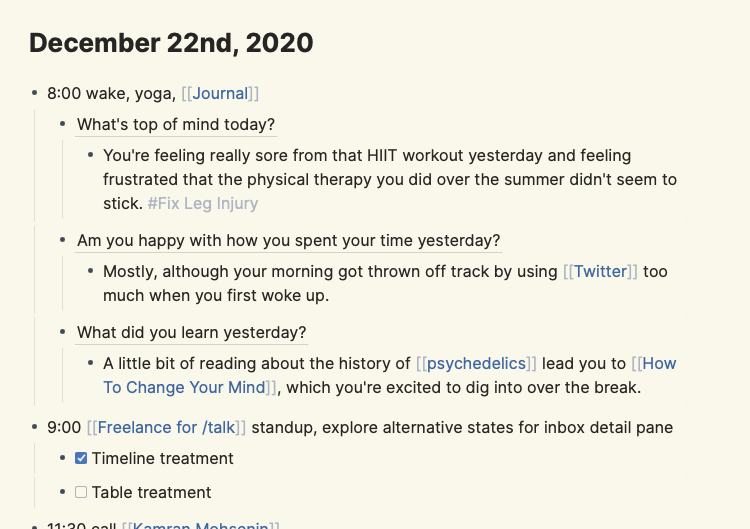 December 22nd, 2020
8:00 wake, yoga, [[Journal]]
What's top of mind today?
You're feeling really sore from that HIIT workout yesterday and feeling
frustrated that the physical therapy you did over the summer didn't seem to
stick. #Fix Leg Injury
Am you happy with how you spent your time yesterday?
Mostly, although your morning got thrown off track by using [[Twitter]] too
much when you first woke up.
What did you learn yesterday?
A little bit of reading about the history of [[psychedelics]] lead you to [[How
To Change Your Mind]], which you're excited to dig into over the break.
9:00 [[Freelance for /talk]] standup, explore alternative states for inbox detail pane
Timeline treatment
Table treatment
11:30 call [[Kamran Mohsenin]]